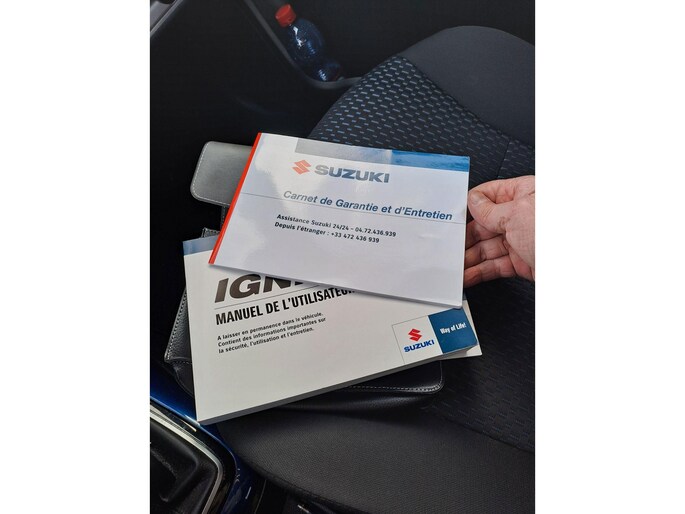 SUZUKI
Carnet de Garantie et d'Entretien
Assistance Suzuki 24/24 - 04.72.436.939
Depuis l'étranger : +33 472 436 939
MANUEL DE L'UTILISATEUR
A laisser en permanence dans le véhicule.
Contient des informations importantes sur
la sécurité, l'utilisation et l'entretien.
SUZUKI
Way of Life!